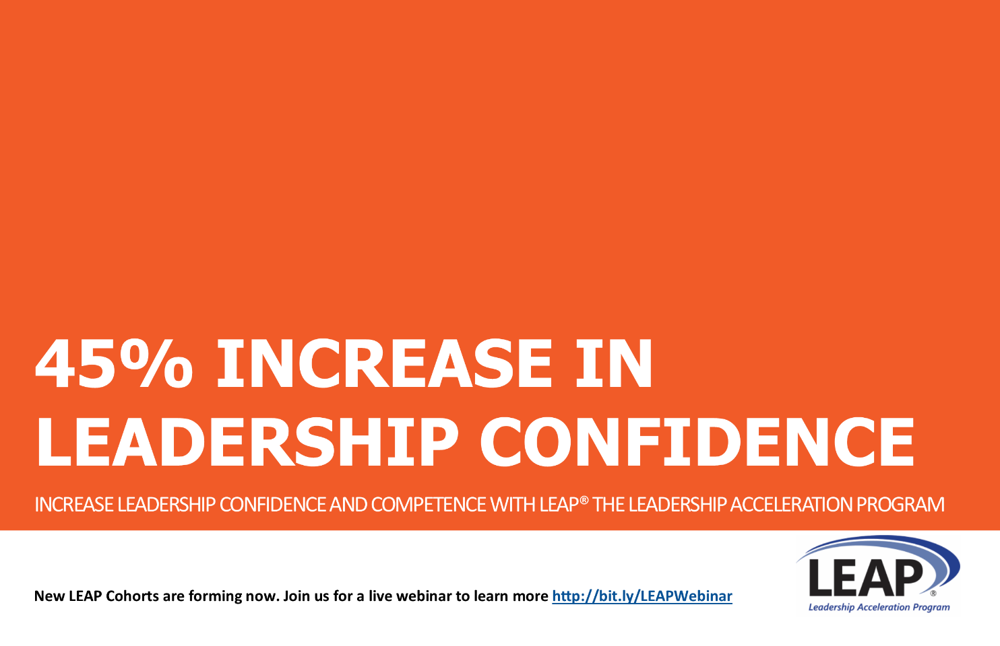 45% INCREASE IN
LEADERSHIP CONFIDENCE
INCREASE LEADERSHIP CONFIDENCE AND COMPETENCE WITH LEAP® THE LEADERSHIP ACCELERATION PROGRAM
New LEAP Cohorts are forming now. Join us for a live webinar to learn more http://bit.ly/LEAPWebinar
LEAP®
Leadership Acceleration Program